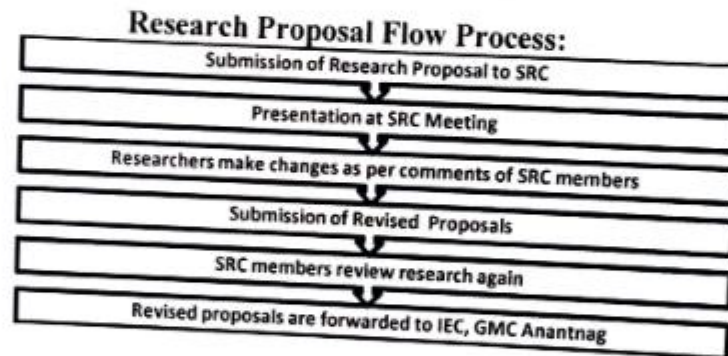 Research Proposal Flow Process:
Submission of Research Proposal to SRC
Presentation at SRC Meeting
Researchers make changes as per comments of SRC members
Submission of Revised Proposals
SRC members review research again
Revised proposals are forwarded to IEC, GMC Anantnag